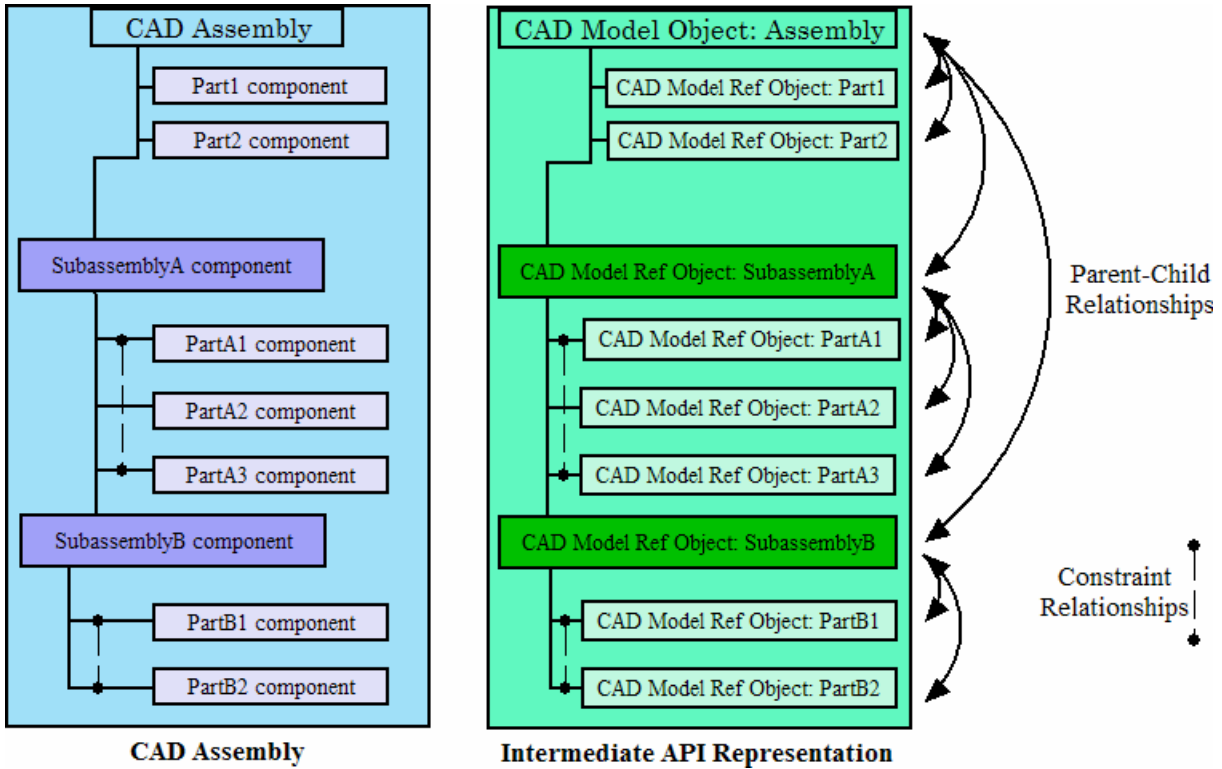 CAD Assembly
Part1 component
Part2 component
SubassemblyA component
PartA1 component
PartA2 component
PartA3 component
SubassemblyB component
PartB1 component
PartB2 component
CAD Assembly
CAD Model Object: Assembly
CAD Model Ref Object: Part1
CAD Model Ref Object: Part2
CAD Model Ref Object: SubassemblyA
CAD Model Ref Object: PartA1
CAD Model Ref Object: PartA2
CAD Model Ref Object: PartA3
CAD Model Ref Object: SubassemblyB
CAD Model Ref Object: PartB1
CAD Model Ref Object: PartB2
Intermediate API Representation
Parent-Child
Relationships
Constraint
Relationships